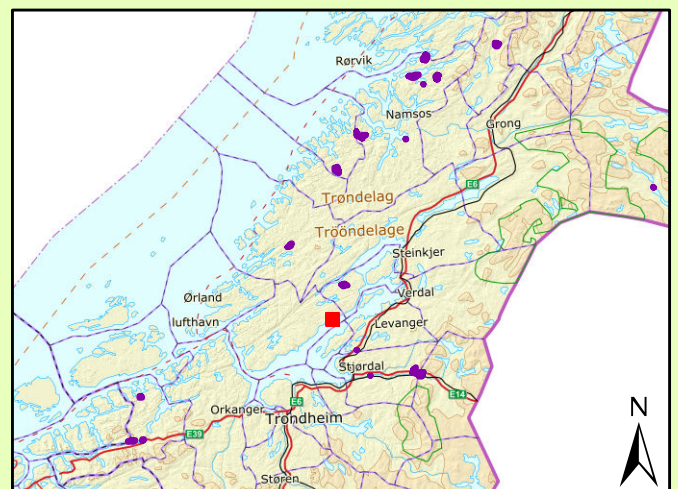 Rørvik
Namsos
Grong
Trøndelag
E6
Trööndelage
Steinkjer
Ørland
lufthavn
Verdal
Levanger
Stjørdal
E14
N
Orkanger
E6
Trondheim
E39
Støren